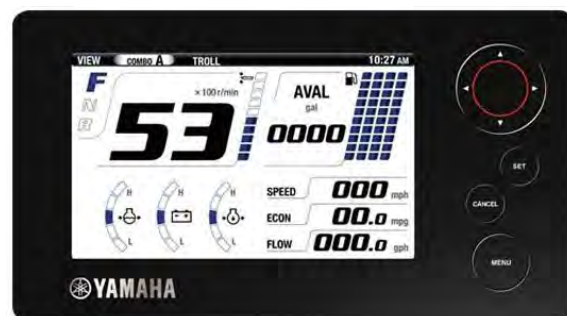 VIEW COMBO A TROLL 10:27 AM
F
N
R
×100 r/min
53
AVAL
gal
0000
H H H
L L L
SPEED 000 mph
ECON 00.0 mpg
FLOW 000.0 gph
SET
CANCEL
MENU
YAMAHA